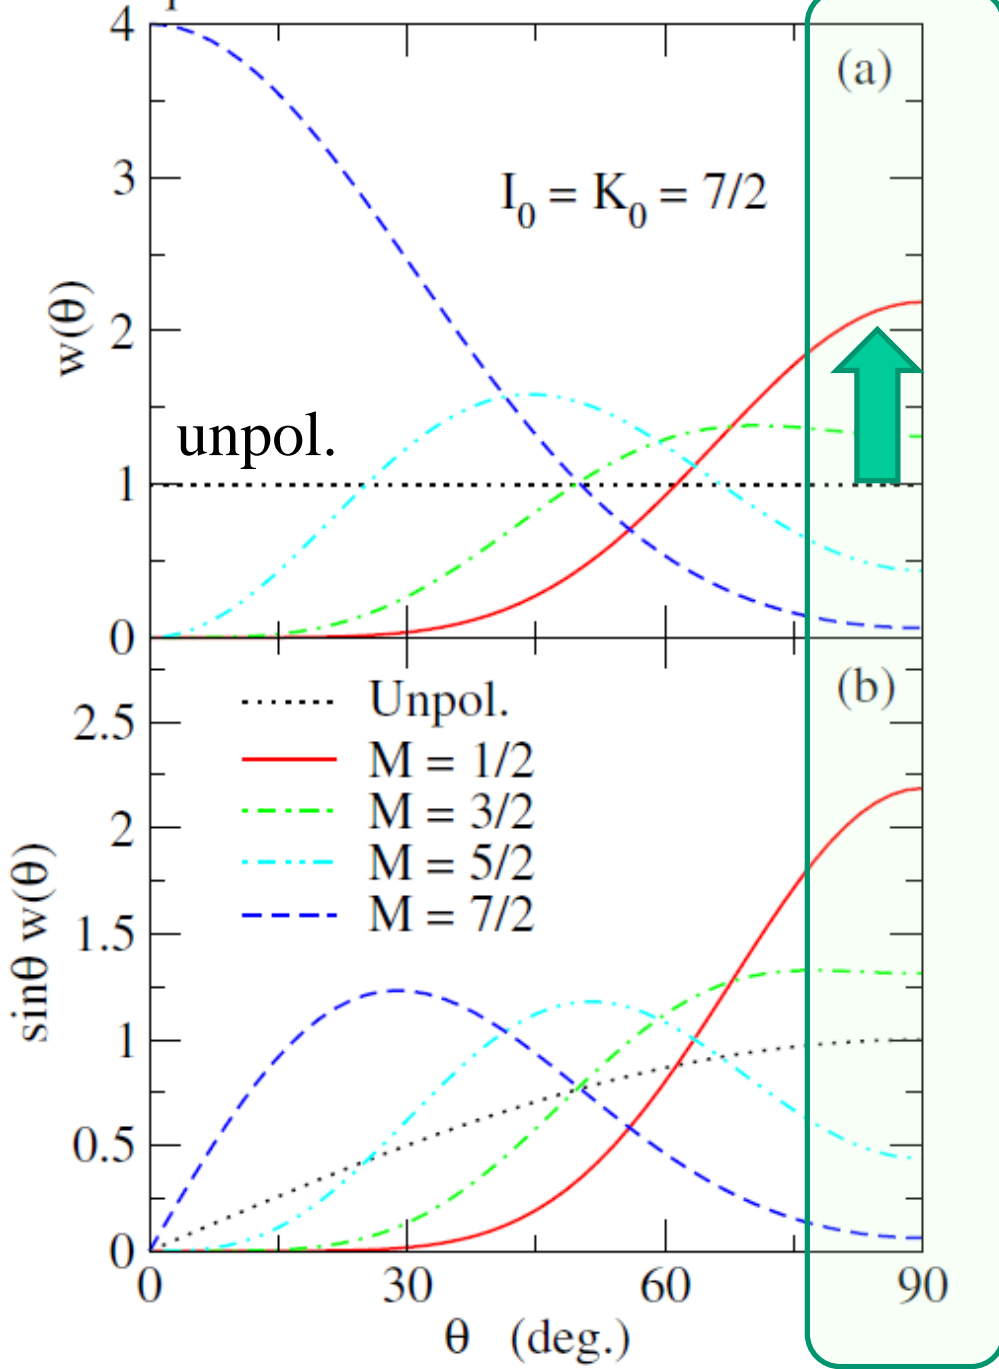 4
(a)
3
I₀ = K₀ = 7/2
w(θ)
2
unpol.
1
0
(b)
Unpol.
2.5
M = 1/2
M = 3/2
2
M = 5/2
sinθ w(θ)
M = 7/2
1.5
1
0.5
0
0 30 60 90
θ (deg.)